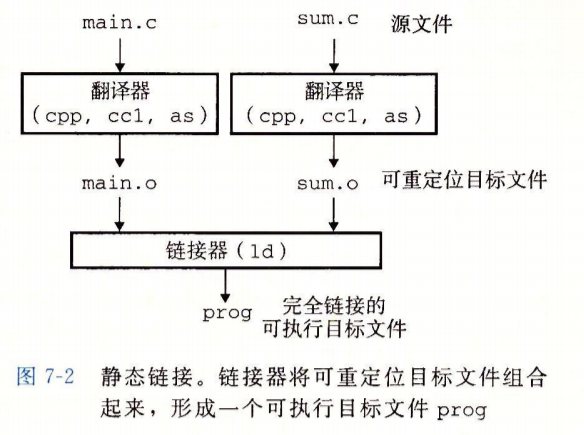 main.c sum.c 源文件
翻译器 翻译器
(cpp, cc1, as) (cpp, cc1, as)
main.o sum.o 可重定位目标文件
链接器(ld)
prog 完全链接的
可执行目标文件
图 7-2 静态链接。链接器将可重定位目标文件组合
起来,形成一个可执行目标文件 prog